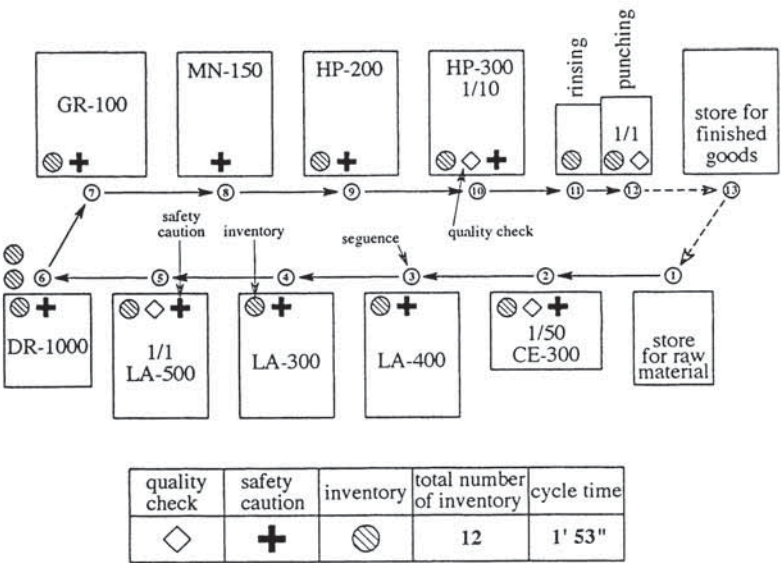 GR-100
MN-150
HP-200
HP-300
1/10
rinsing
punching
1/1
store for
finished
goods
7
8
9
10
11
12
13
safety
caution
inventory
seguence
quality check
6
5
4
3
2
1
DR-1000
1/1
LA-500
LA-300
LA-400
1/50
CE-300
store
for raw
material
quality
check
safety
caution
inventory
total number
of inventory
cycle time
12
1' 53"